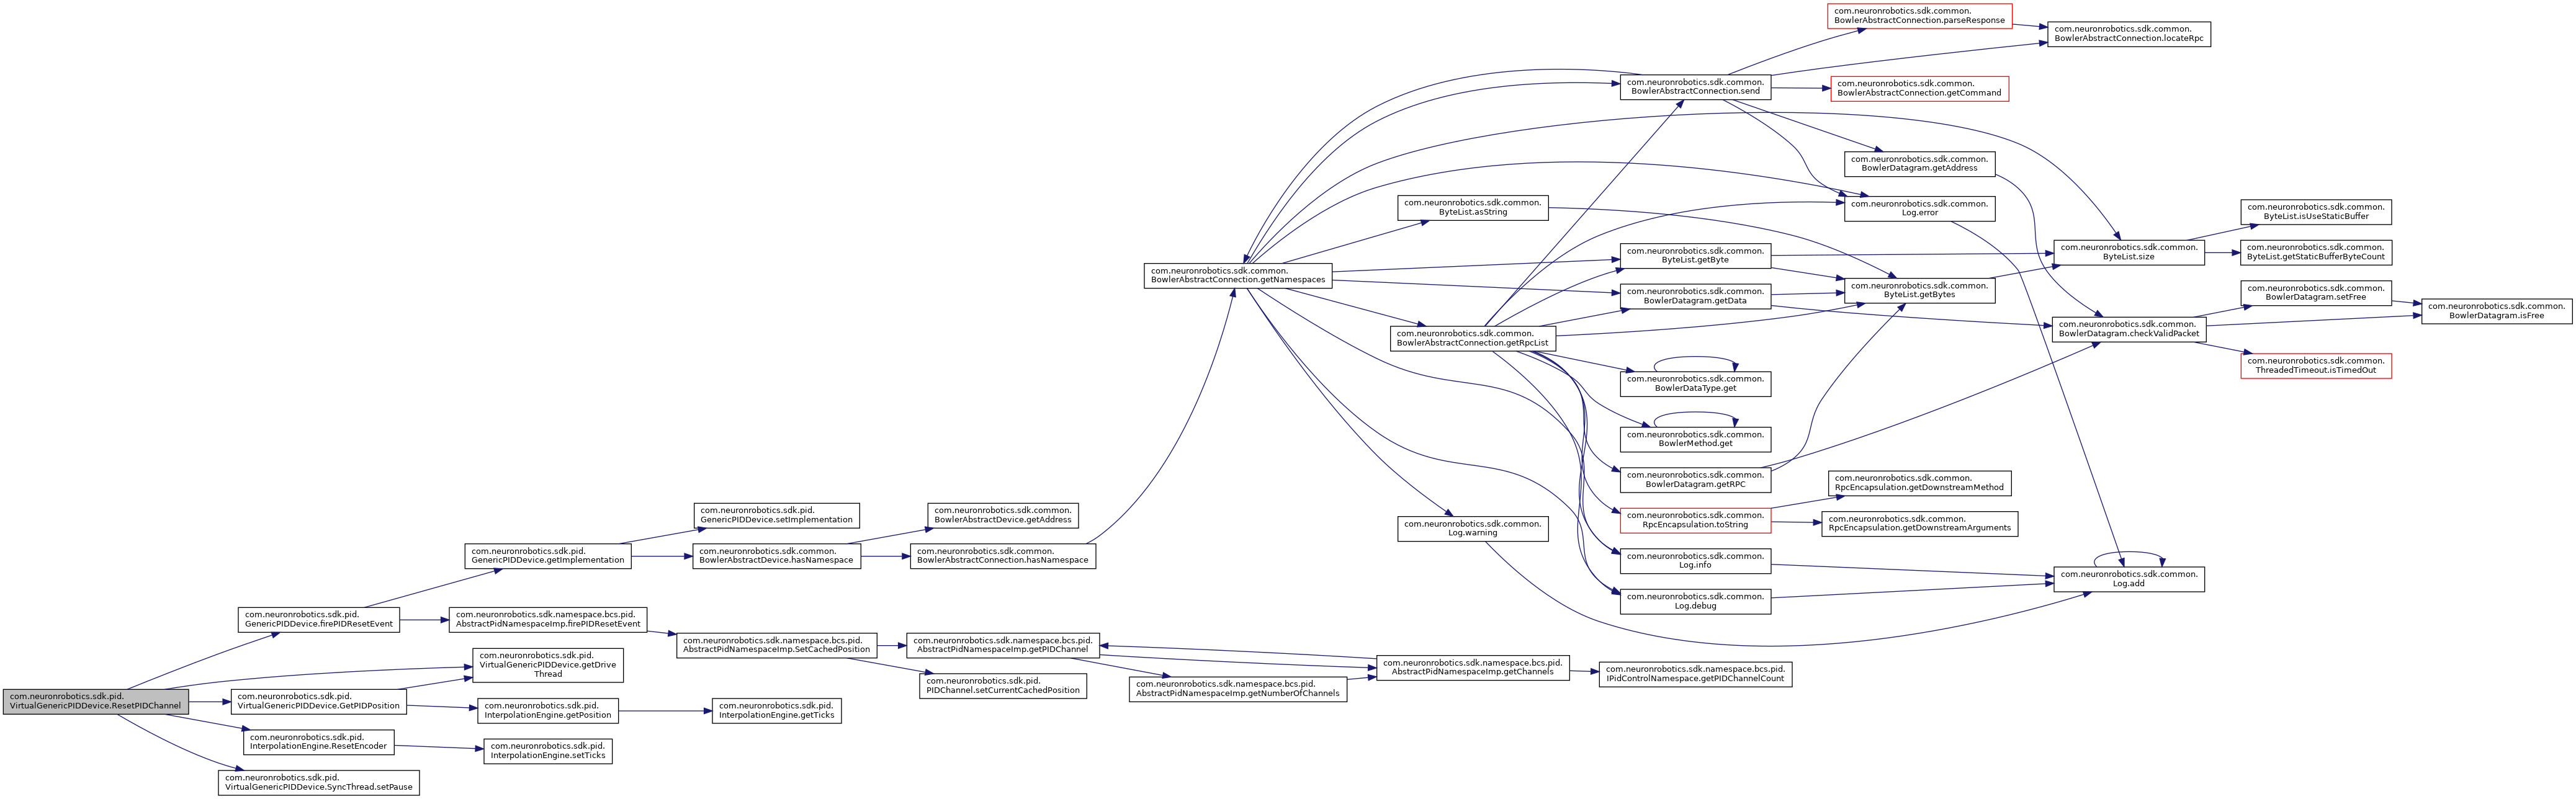 com.neuronrobotics.sdk.pid.
VirtualGenericPIDDevice.ResetPIDChannel
com.neuronrobotics.sdk.pid.
GenericPIDDevice.firePIDResetEvent
com.neuronrobotics.sdk.pid.
VirtualGenericPIDDevice.GetPIDPosition
com.neuronrobotics.sdk.pid.
InterpolationEngine.ResetEncoder
com.neuronrobotics.sdk.pid.
VirtualGenericPIDDevice.SyncThread.setPause
com.neuronrobotics.sdk.pid.
GenericPIDDevice.getImplementation
com.neuronrobotics.sdk.namespace.bcs.pid.
AbstractPidNamespaceImp.firePIDResetEvent
com.neuronrobotics.sdk.pid.
VirtualGenericPIDDevice.getDrive
Thread
com.neuronrobotics.sdk.pid.
InterpolationEngine.getPosition
com.neuronrobotics.sdk.pid.
InterpolationEngine.setTicks
com.neuronrobotics.sdk.pid.
GenericPIDDevice.setImplementation
com.neuronrobotics.sdk.common.
BowlerAbstractDevice.hasNamespace
com.neuronrobotics.sdk.namespace.bcs.pid.
AbstractPidNamespaceImp.SetCachedPosition
com.neuronrobotics.sdk.pid.
InterpolationEngine.getTicks
com.neuronrobotics.sdk.common.
BowlerAbstractDevice.getAddress
com.neuronrobotics.sdk.common.
BowlerAbstractConnection.hasNamespace
com.neuronrobotics.sdk.namespace.bcs.pid.
AbstractPidNamespaceImp.getPIDChannel
com.neuronrobotics.sdk.pid.
PIDChannel.setCurrentCachedPosition
com.neuronrobotics.sdk.common.
BowlerAbstractConnection.getNamespaces
com.neuronrobotics.sdk.namespace.bcs.pid.
AbstractPidNamespaceImp.getNumberOfChannels
com.neuronrobotics.sdk.common.
ByteList.asString
com.neuronrobotics.sdk.common.
BowlerAbstractConnection.getRpcList
com.neuronrobotics.sdk.common.
Log.warning
com.neuronrobotics.sdk.namespace.bcs.pid.
AbstractPidNamespaceImp.getChannels
com.neuronrobotics.sdk.common.
BowlerAbstractConnection.send
com.neuronrobotics.sdk.common.
ByteList.getByte
com.neuronrobotics.sdk.common.
BowlerDatagram.getData
com.neuronrobotics.sdk.common.
BowlerDataType.get
com.neuronrobotics.sdk.common.
BowlerMethod.get
com.neuronrobotics.sdk.common.
BowlerDatagram.getRPC
com.neuronrobotics.sdk.common.
RpcEncapsulation.toString
com.neuronrobotics.sdk.common.
Log.info
com.neuronrobotics.sdk.common.
Log.debug
com.neuronrobotics.sdk.namespace.bcs.pid.
IPidControlNamespace.getPIDChannelCount
com.neuronrobotics.sdk.common.
BowlerAbstractConnection.parseResponse
com.neuronrobotics.sdk.common.
BowlerAbstractConnection.getCommand
com.neuronrobotics.sdk.common.
BowlerDatagram.getAddress
com.neuronrobotics.sdk.common.
Log.error
com.neuronrobotics.sdk.common.
ByteList.getBytes
com.neuronrobotics.sdk.common.
RpcEncapsulation.getDownstreamMethod
com.neuronrobotics.sdk.common.
RpcEncapsulation.getDownstreamArguments
com.neuronrobotics.sdk.common.
BowlerAbstractConnection.locateRpc
com.neuronrobotics.sdk.common.
ByteList.size
com.neuronrobotics.sdk.common.
BowlerDatagram.checkValidPacket
com.neuronrobotics.sdk.common.
Log.add
com.neuronrobotics.sdk.common.
ByteList.isUseStaticBuffer
com.neuronrobotics.sdk.common.
ByteList.getStaticBufferByteCount
com.neuronrobotics.sdk.common.
BowlerDatagram.setFree
com.neuronrobotics.sdk.common.
ThreadedTimeout.isTimedOut
com.neuronrobotics.sdk.common.
BowlerDatagram.isFree